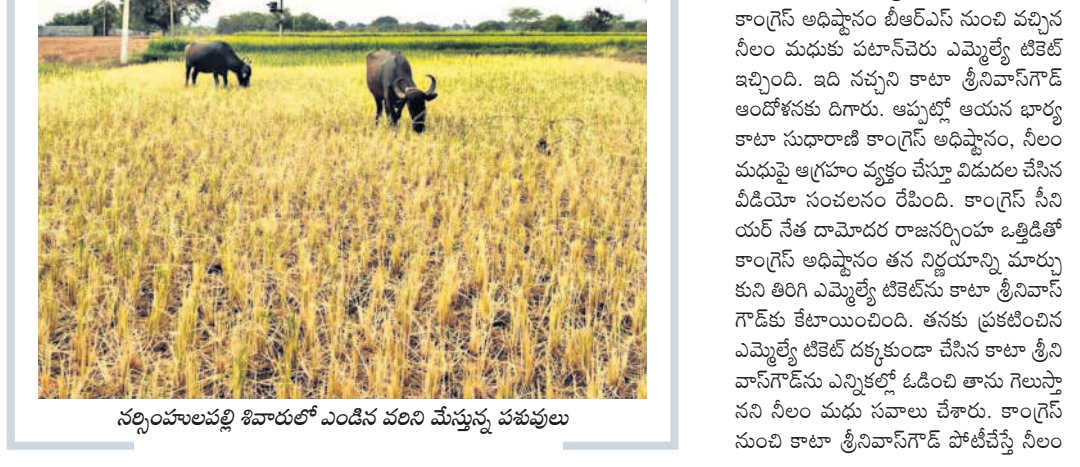 నర్సింహులపల్లి శివారులో ఎండిన వరిని మేస్తున్న పశువులు
కాంగ్రెస్ అధిష్టానం బీఆర్ఎస్ నుంచి వచ్చిన
నీలం మధుకు పటాన్‌చెరు ఎమ్మెల్యే టికెట్
ఇచ్చింది. ఇది నచ్చని కాటా శ్రీనివాస్‌గౌడ్
ఆందోళనకు దిగారు. ఆప్పట్లో ఆయన భార్య
కాటా సుధారాణి కాంగ్రెస్ అధిష్టానం, నీలం
మధుపై ఆగ్రహం వ్యక్తం చేస్తూ విడుదల చేసిన
వీడియో సంచలనం రేపింది. కాంగ్రెస్ సీని
యర్ నేత దామోదర రాజనర్సింహ ఒత్తిడితో
కాంగ్రెస్ అధిష్టానం తన నిర్ణయాన్ని మార్చు
కుని తిరిగి ఎమ్మెల్యే టికెట్‌ను కాటా శ్రీనివాస్
గౌడ్‌కు కేటాయించింది. తనకు ప్రకటించిన
ఎమ్మెల్యే టికెట్ దక్కకుండా చేసిన కాటా శ్రీని
వాస్‌గౌడ్‌ను ఎన్నికల్లో ఓడించి తాను గెలుస్తా
నని నీలం మధు సవాలు చేశారు. కాంగ్రెస్
నుంచి కాటా శ్రీనివాస్‌గౌడ్ పోటీచేస్తే నీలం